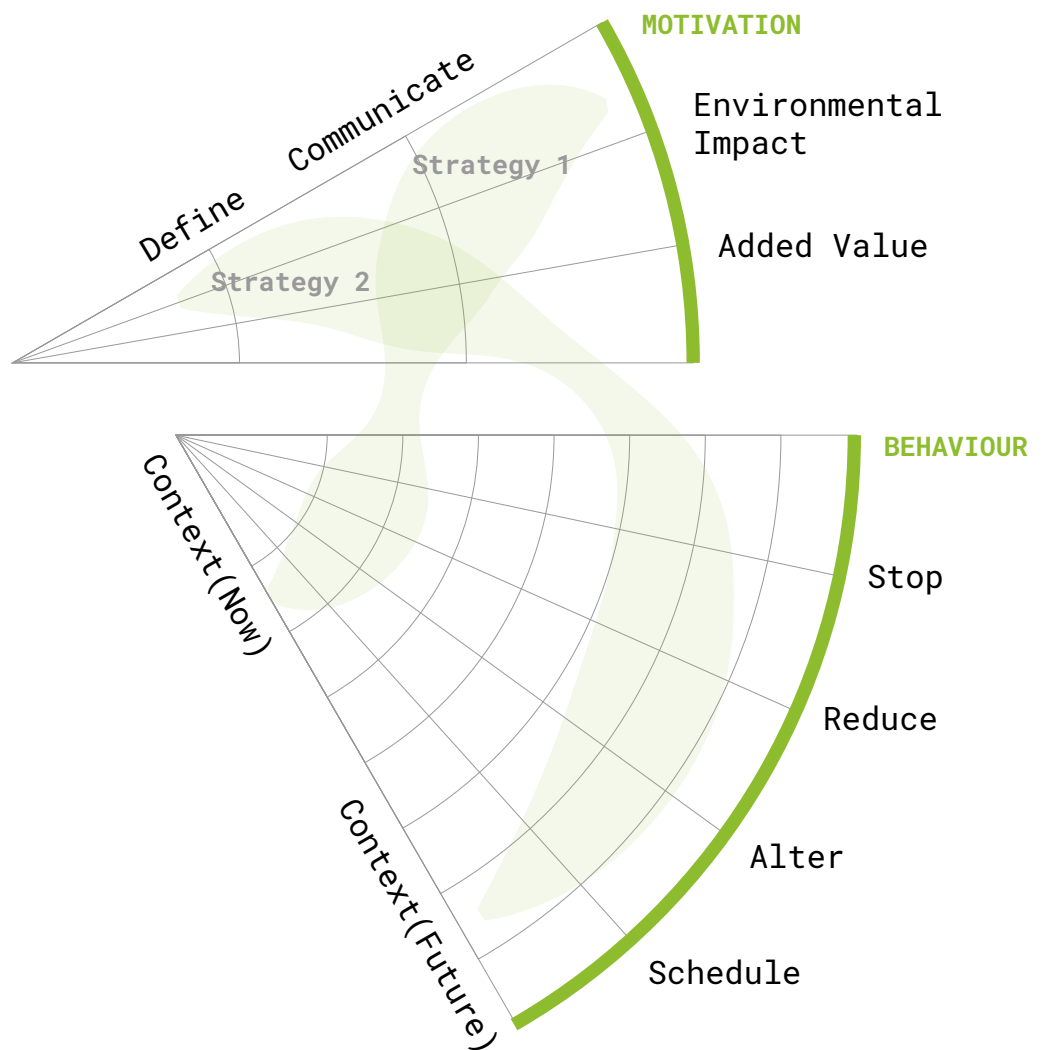 MOTIVATION
Communicate
Environmental
Impact
Strategy 1
Define
Added Value
Strategy 2
BEHAVIOUR
Context(Now)
Stop
Reduce
Context(Future)
Alter
Schedule